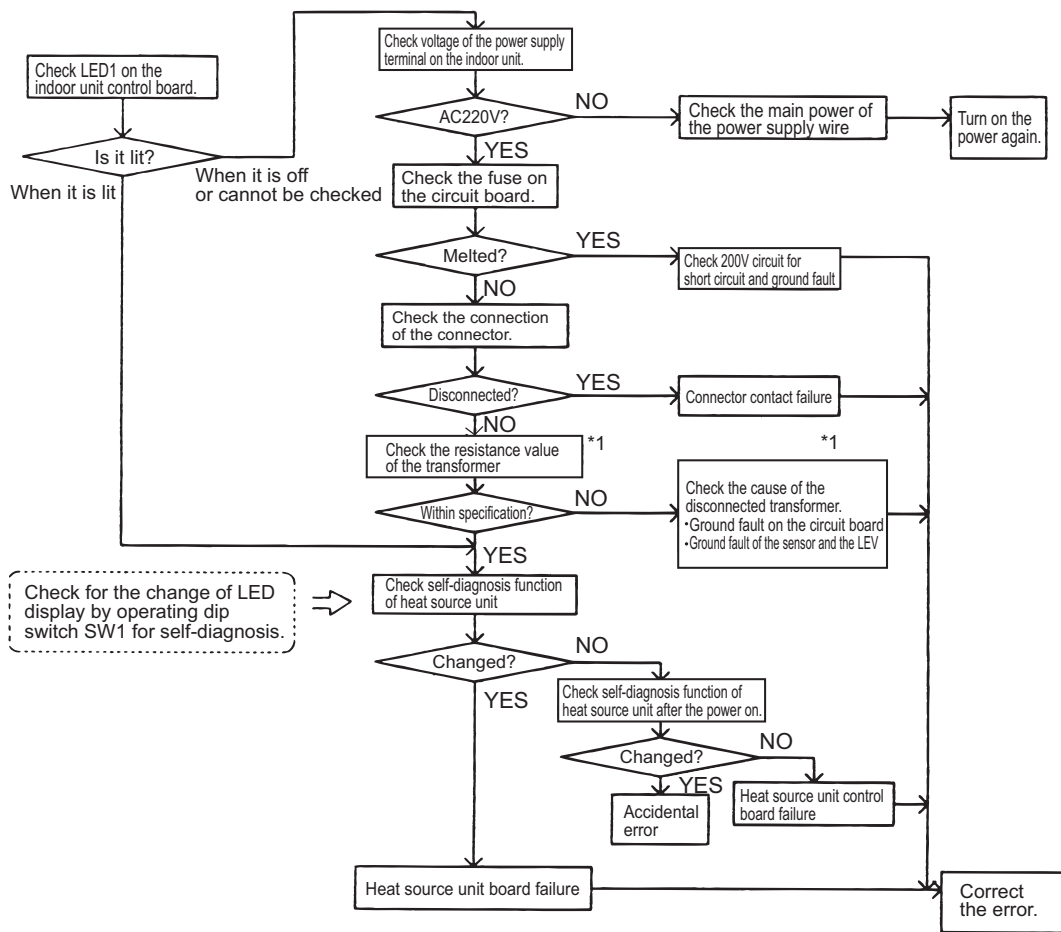 Check voltage of the power supply
terminal on the indoor unit.
Check LED1 on the
indoor unit control board.
AC220V?
NO
Check the main power of
the power supply wire
Turn on the
power again.
YES
Is it lit?
When it is lit
When it is off
or cannot be checked
Check the fuse on
the circuit board.
Melted?
YES
Check 200V circuit for
short circuit and ground fault
NO
Check the connection
of the connector.
Disconnected?
YES
Connector contact failure
NO
Check the resistance value
of the transformer
*1
*1
Within specification?
NO
Check the cause of the
disconnected transformer.
•Ground fault on the circuit board
•Ground fault of the sensor and the LEV
YES
Check for the change of LED
display by operating dip
switch SW1 for self-diagnosis.
Check self-diagnosis function
of heat source unit
Changed?
NO
YES
Check self-diagnosis function of
heat source unit after the power on.
Changed?
NO
YES
Accidental
error
Heat source unit control
board failure
Heat source unit board failure
Correct
the error.